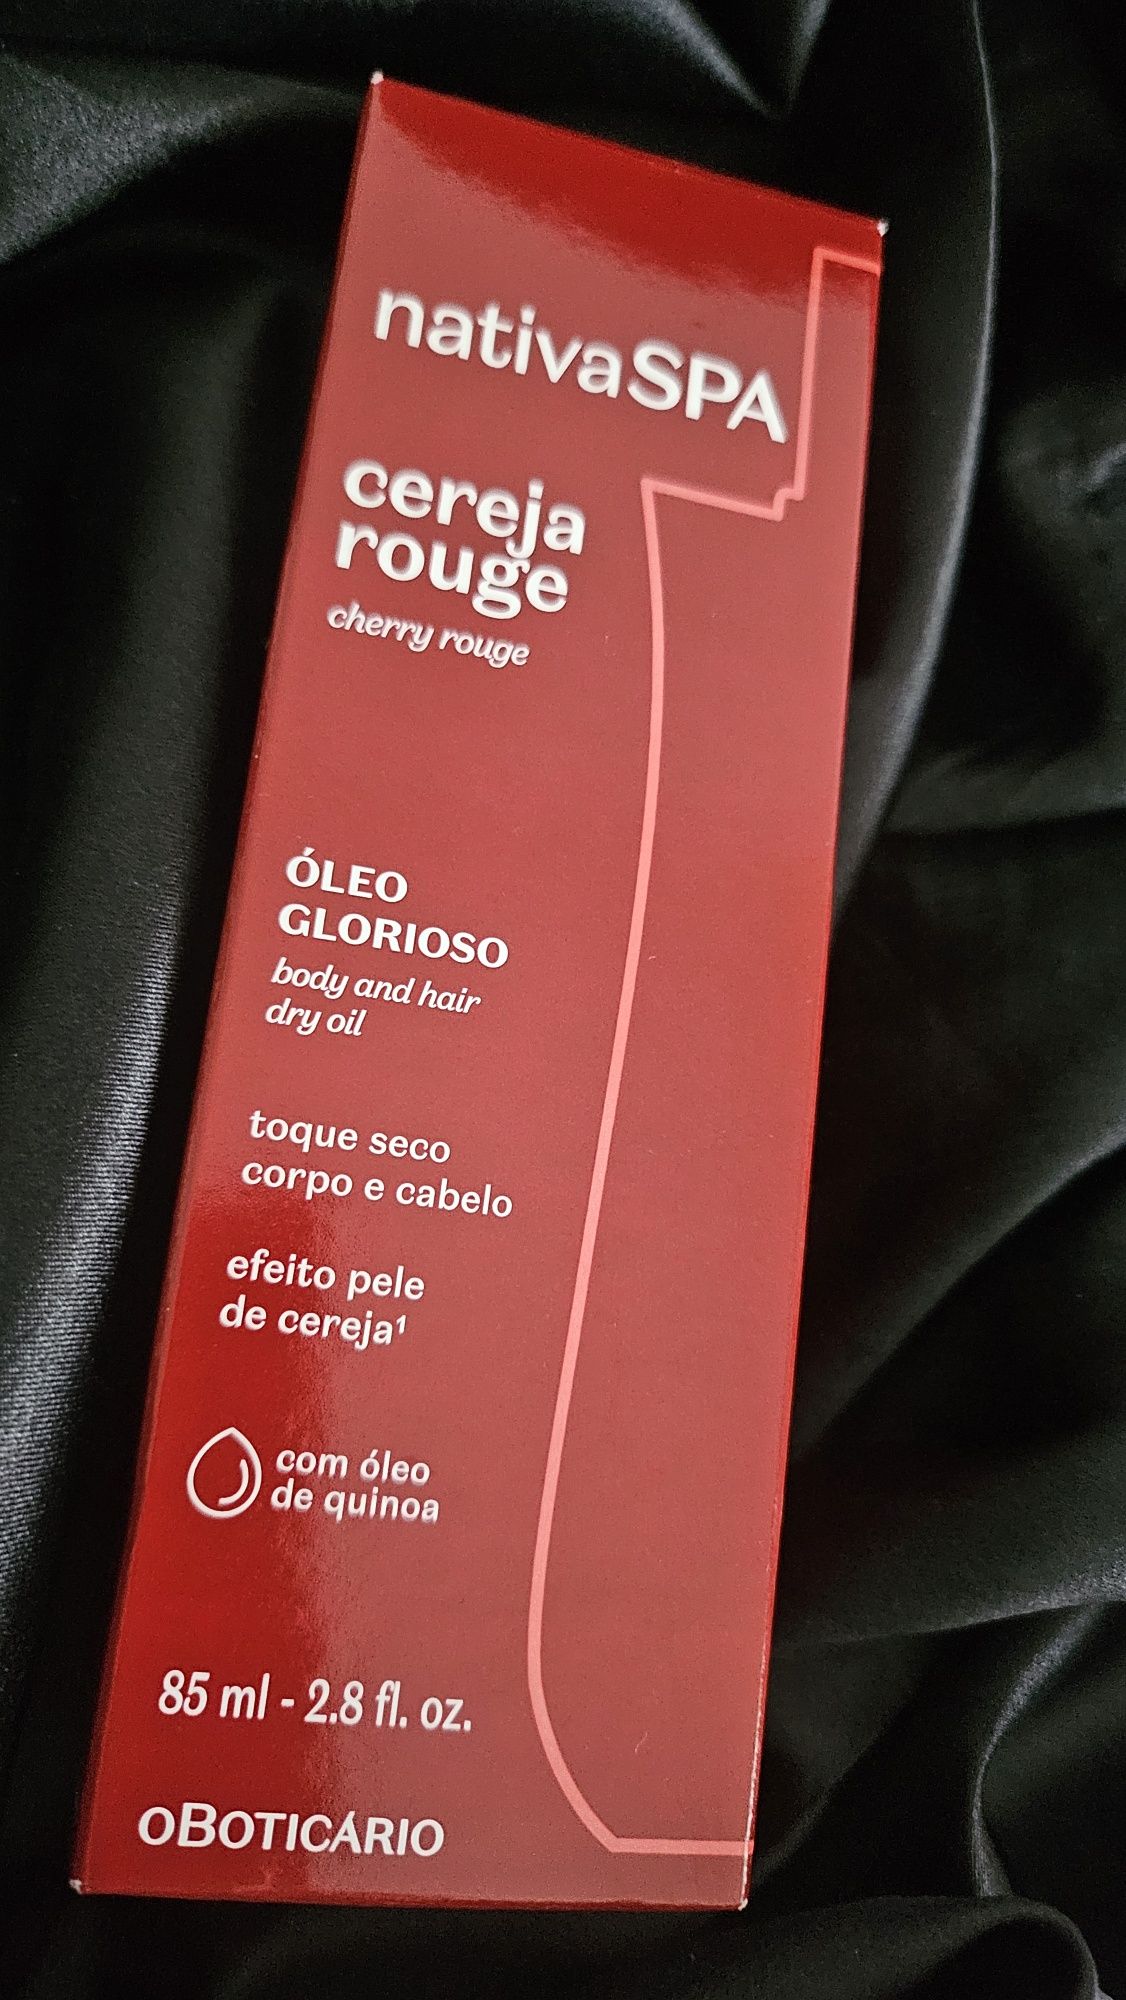 nativaSPA
cereja
rouge
cherry rouge
ÓLEO
GLORIOSO
body and hair
dry oil
toque seco
corpo e cabelo
efeito pele
de cereja¹
com óleo
de quinoa
85 ml - 2.8 fl. oz.
oBOTICÁRIO